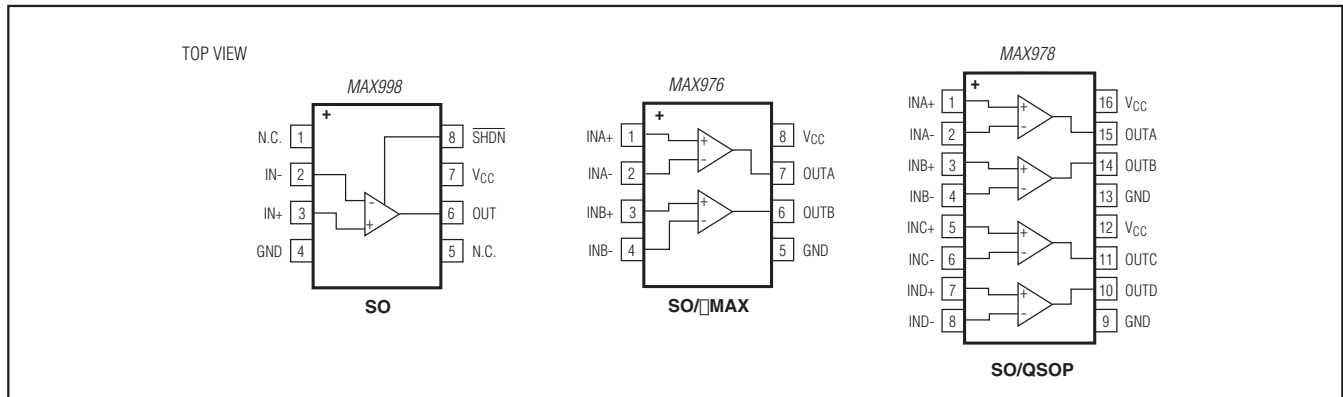 TOP VIEW
MAX998
+
N.C. 1
IN- 2
IN+ 3
GND 4
8 SHDN
7 VCC
6 OUT
5 N.C.
-
+
SO
MAX976
+
INA+ 1
INA- 2
INB+ 3
INB- 4
8 VCC
7 OUTA
6 OUTB
5 GND
+
-
+
-
SO/▯MAX
MAX978
+
INA+ 1
INA- 2
INB+ 3
INB- 4
INC+ 5
INC- 6
IND+ 7
IND- 8
16 VCC
15 OUTA
14 OUTB
13 GND
12 VCC
11 OUTC
10 OUTD
9 GND
+
-
+
-
+
-
+
-
SO/QSOP